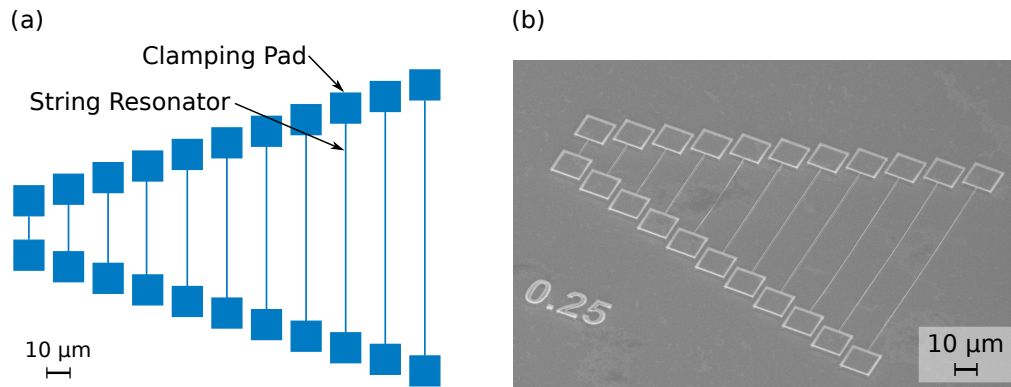 (a)
Clamping Pad
String Resonator
10 µm
(b)
0.25
10 µm